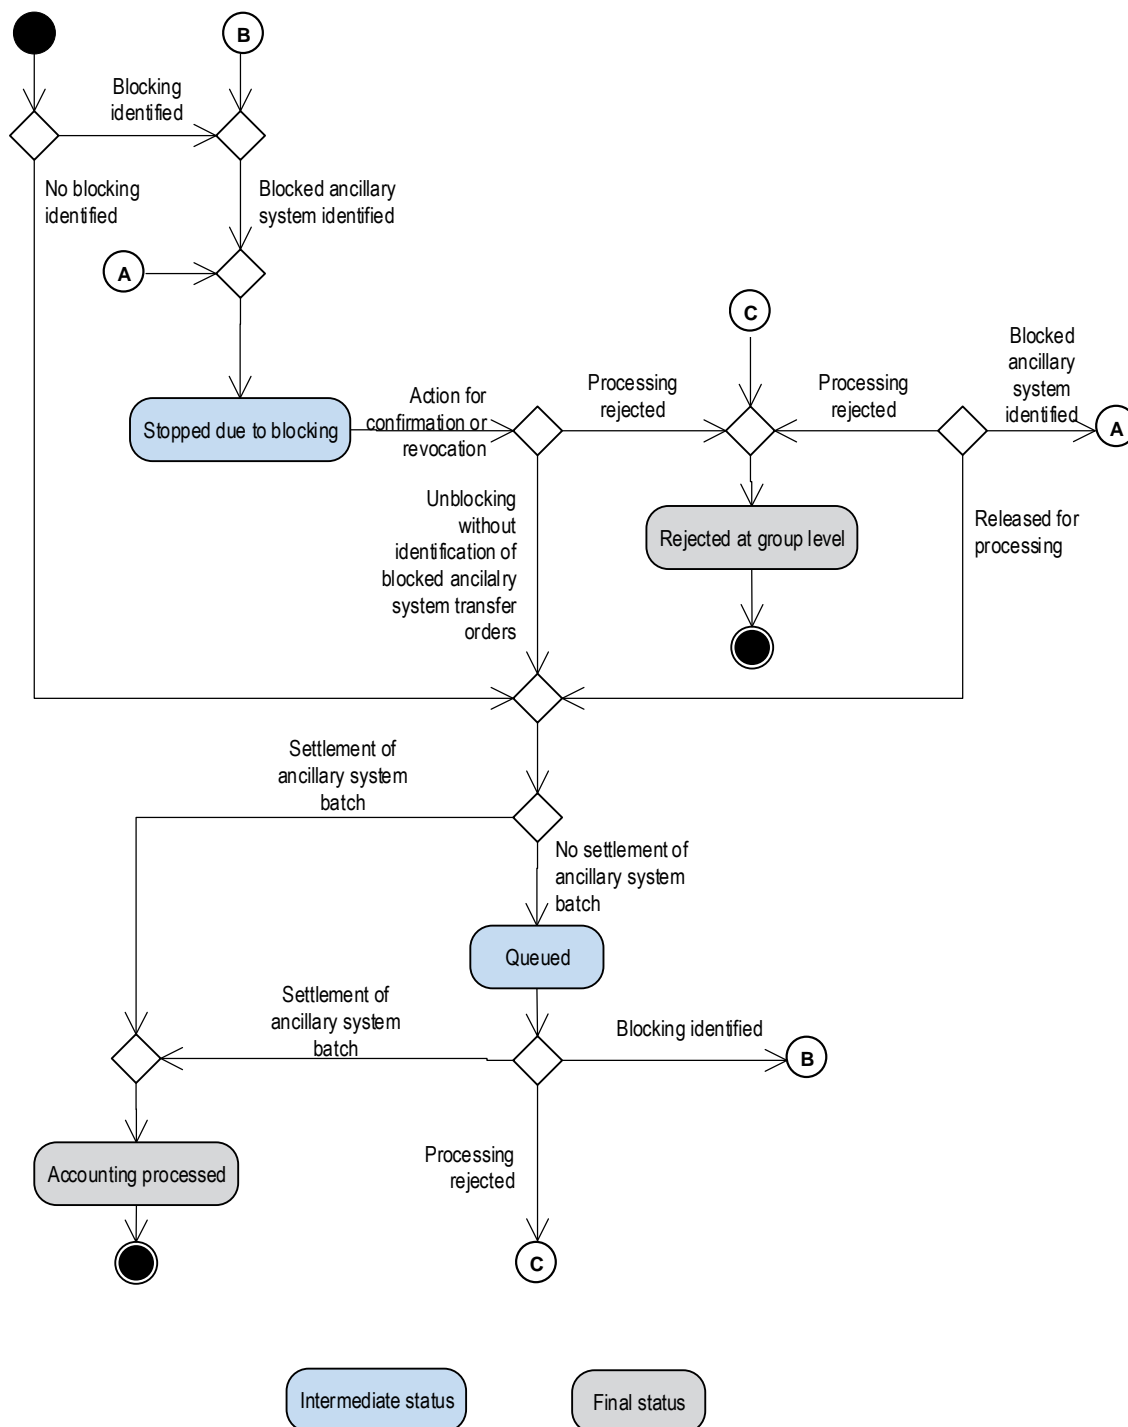 B
Blocking
identified
No blocking
identified
Blocked ancillary
system identified
A
C
Blocked
ancillary
system
identified
Action for
confirmation or
revocation
Processing
rejected
Processing
rejected
Stopped due to blocking
A
Unblocking
without
identification of
blocked ancilalry
system transfer
orders
Rejected at group level
Released for
processing
Settlement of
ancillary system
batch
No settlement of
ancillary system
batch
Queued
Settlement of
ancillary system
batch
Blocking identified
B
Processing
rejected
Accounting processed
C
Intermediate status
Final status